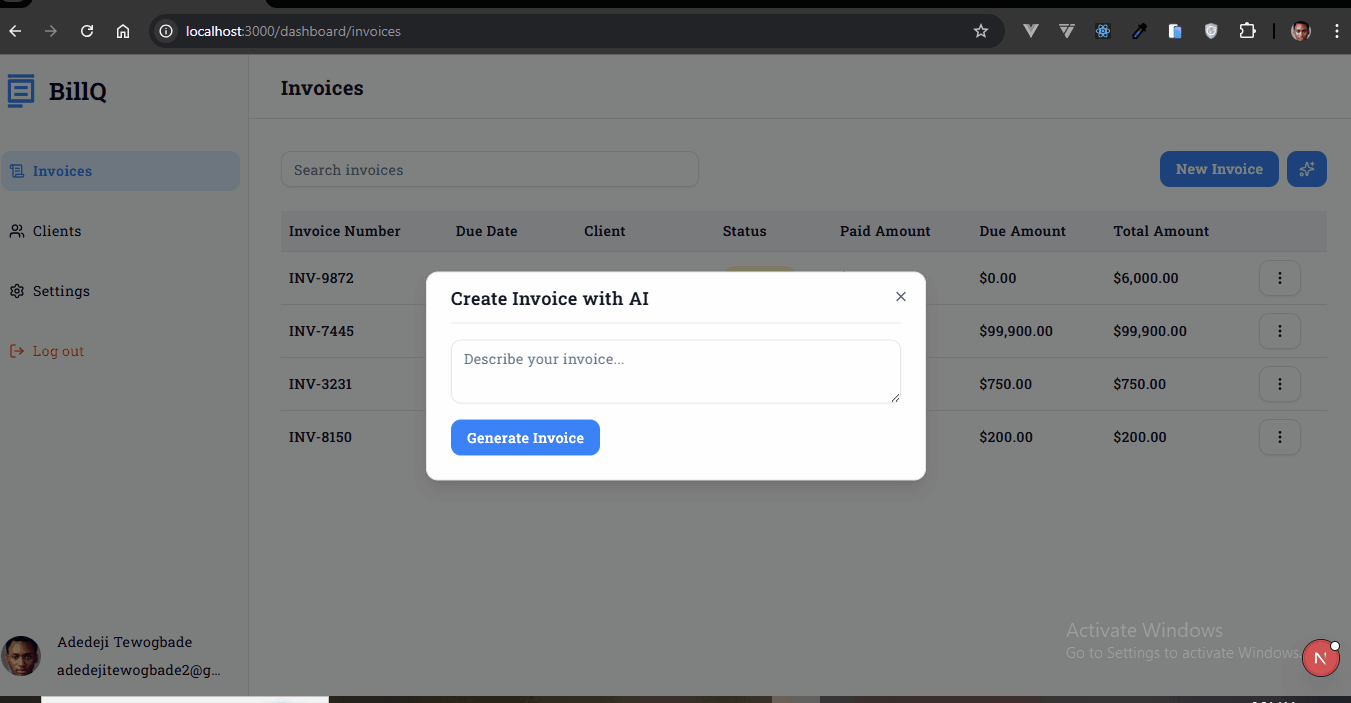 localhost:3000/dashboard/invoices
BillQ
Invoices
Invoices
Clients
Settings
Log out
Search invoices
New Invoice
Invoice Number Due Date Client Status Paid Amount Due Amount Total Amount
INV-9872 $0.00 $6,000.00
INV-7445 $99,900.00 $99,900.00
INV-3231 $750.00 $750.00
INV-8150 $200.00 $200.00
Create Invoice with AI
Describe your invoice...
Generate Invoice
Adedeji Tewogbade
adedejitewogbade2@g...
Activate Windows
Go to Settings to activate Windows.
N